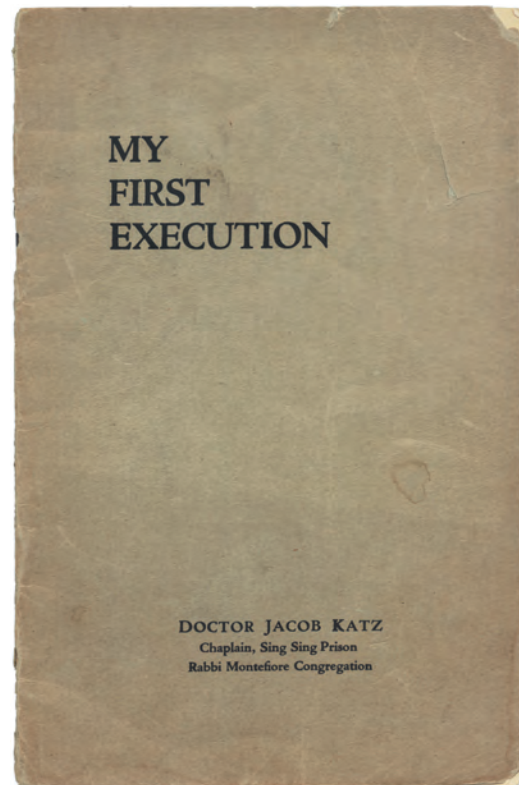 MY
FIRST
EXECUTION
DOCTOR JACOB KATZ
Chaplain, Sing Sing Prison
Rabbi Montefiore Congregation